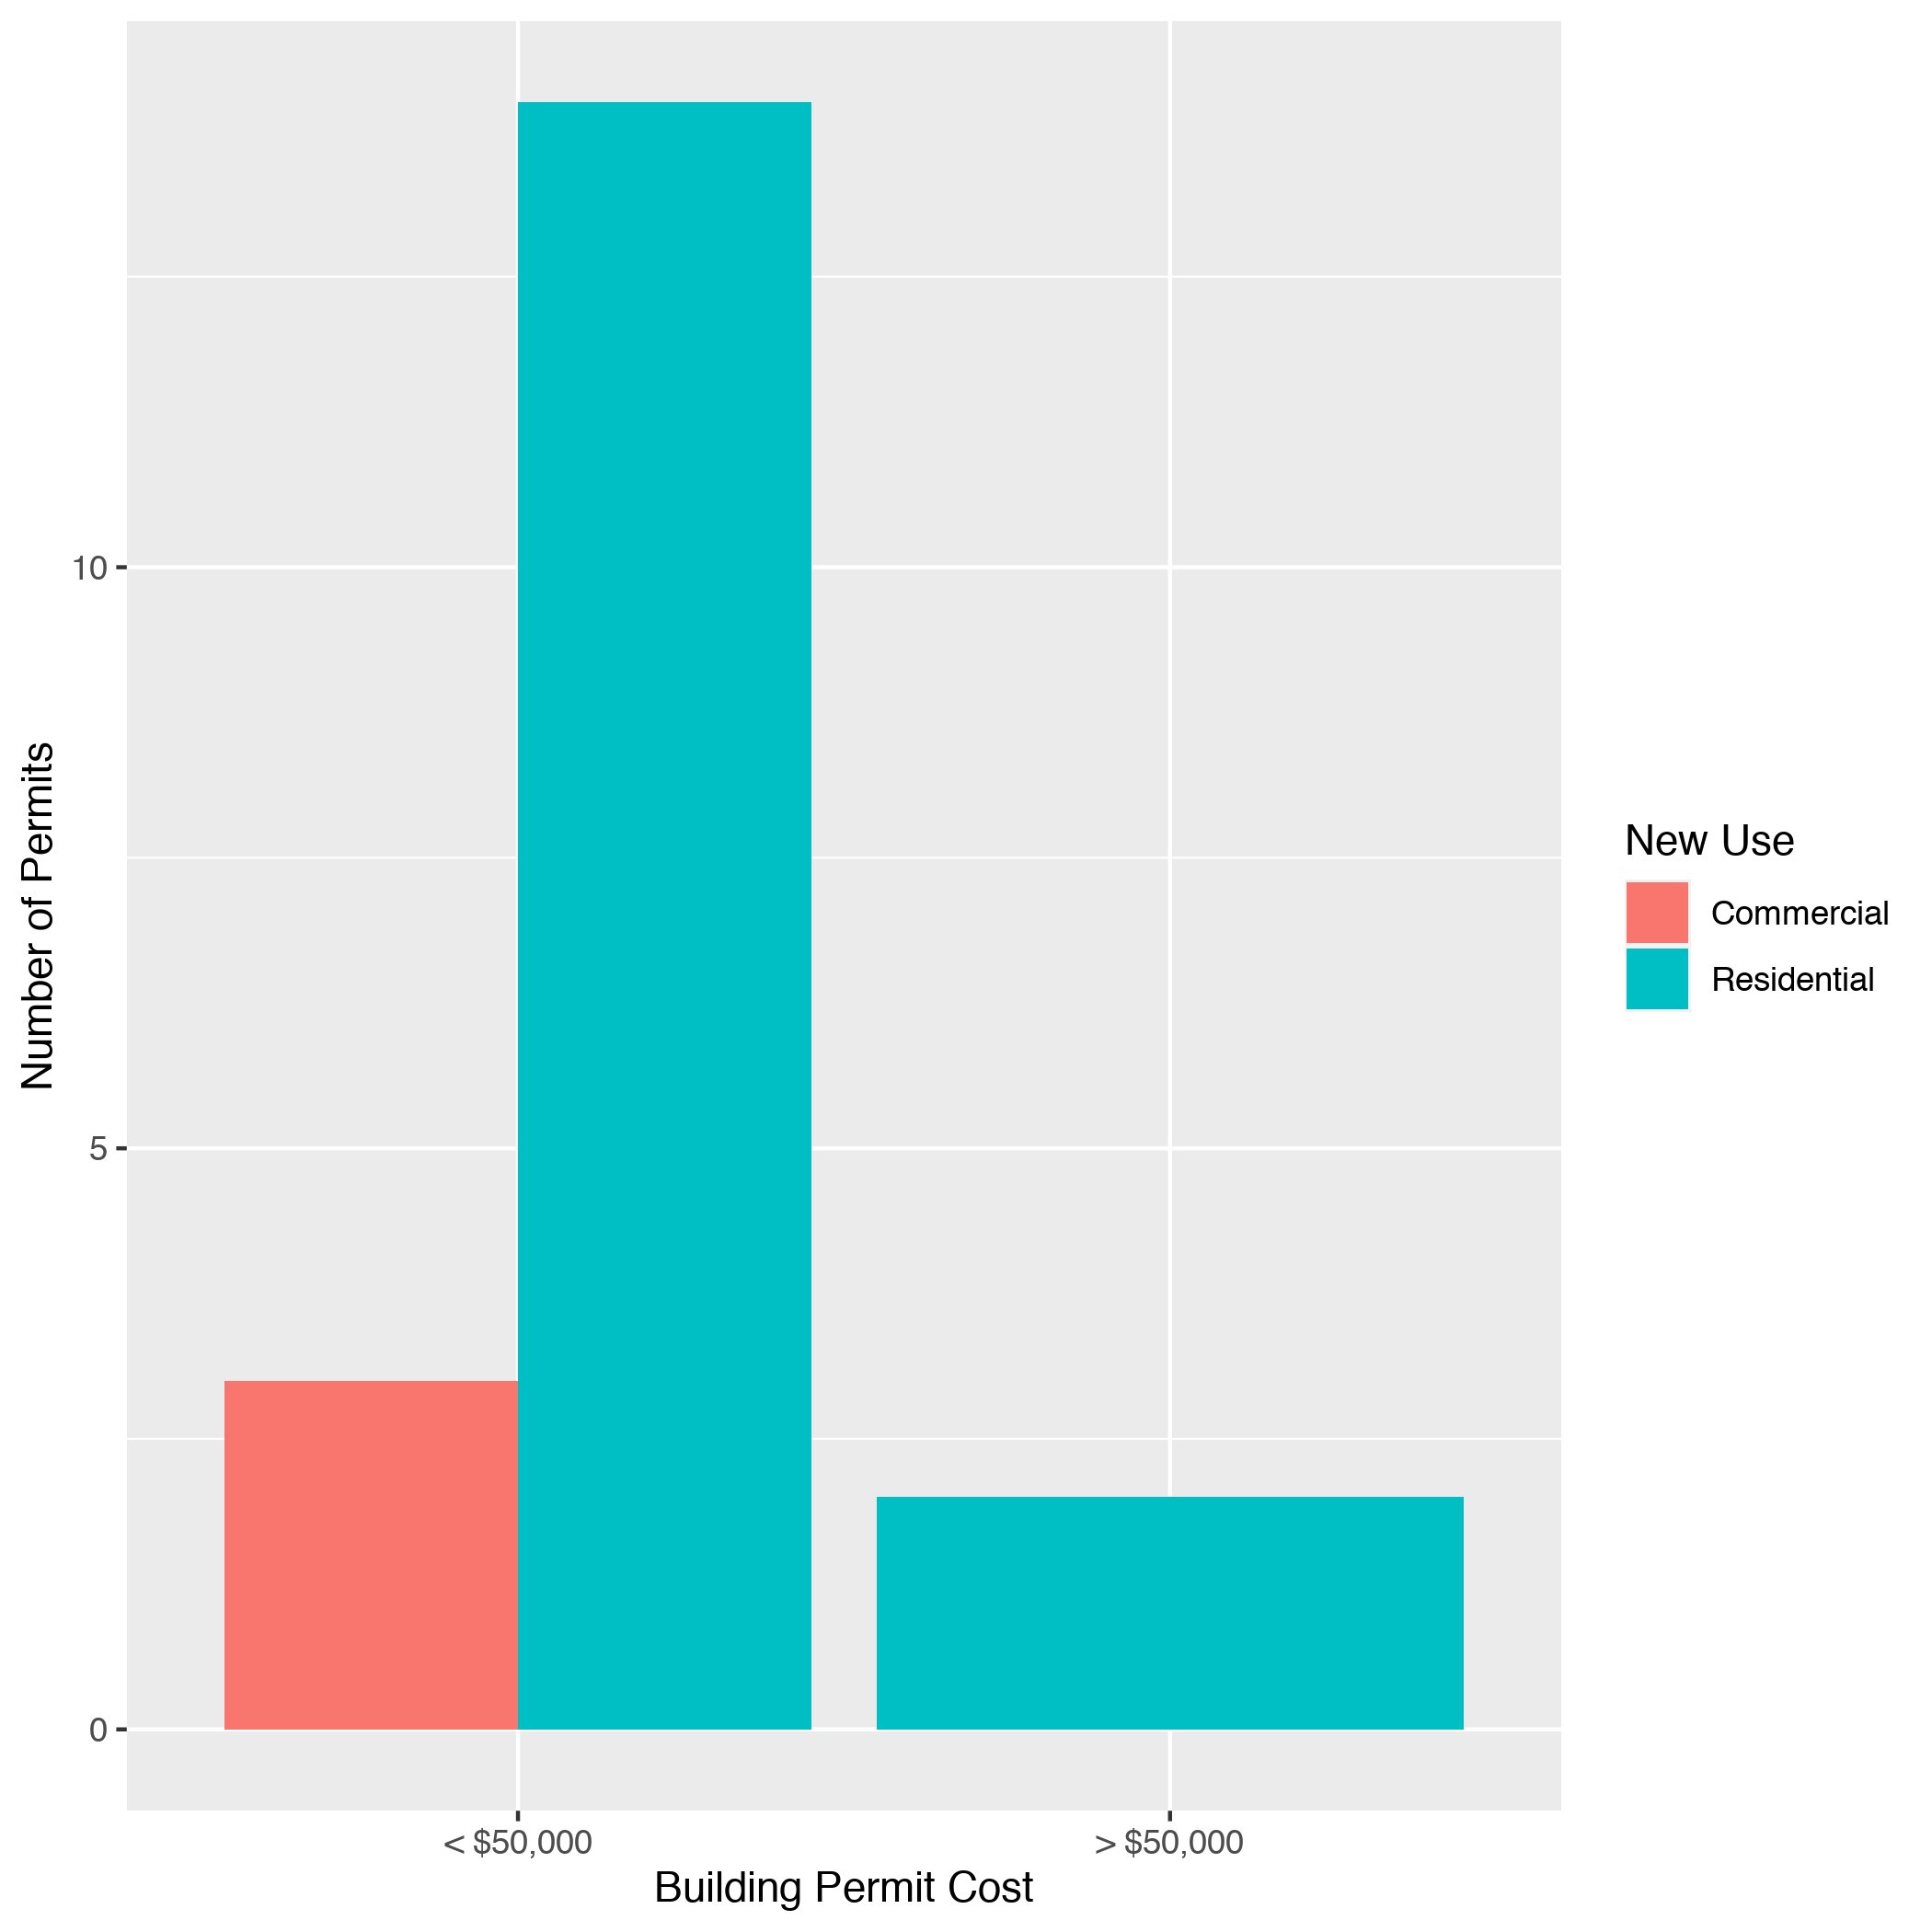 Number of Permits
10
5
0
< $50,000
> $50,000
Building Permit Cost
New Use
Commercial
Residential